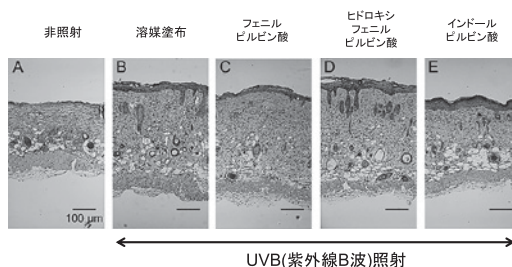 非照射
溶媒塗布
フェニル
ピルビン酸
ヒドロキシ
フェニル
ピルビン酸
インドール
ピルビン酸
A
B
C
D
E
100 μm
UVB(紫外線B波)照射